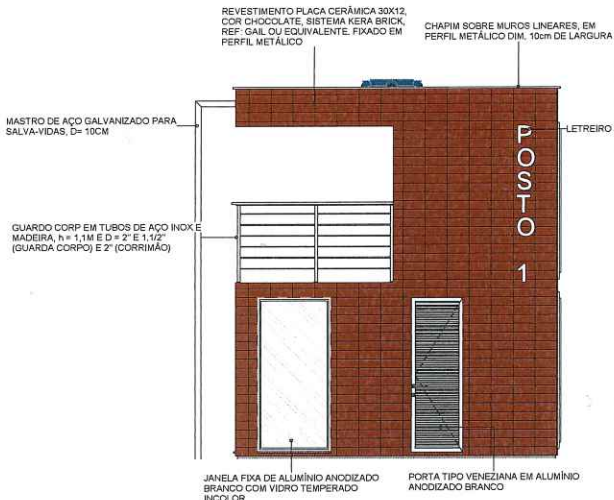 REVESTIMENTO PLACA CERÂMICA 30X12,
COR CHOCOLATE, SISTEMA KERA BRICK,
REF: GAIL OU EQUIVALENTE, FIXADO EM
PERFIL METÁLICO
CHAPIM SOBRE MUROS LINEARES, EM
PERFIL METÁLICO DIM, 10cm DE LARGURA
MASTRO DE AÇO GALVANIZADO PARA
SALVA-VIDAS, D= 10CM
LETREIRO
POSTO 1
GUARDO CORP EM TUBOS DE AÇO INOX E
MADEIRA, h = 1,1M E D = 2" E 1,1/2"
(GUARDA CORPO) E 2" (CORRIMÃO)
JANELA FIXA DE ALUMÍNIO ANODIZADO
BRANCO COM VIDRO TEMPERADO
INCOLOR
PORTA TIPO VENEZIANA EM ALUMÍNIO
ANODIZADO BRANCO